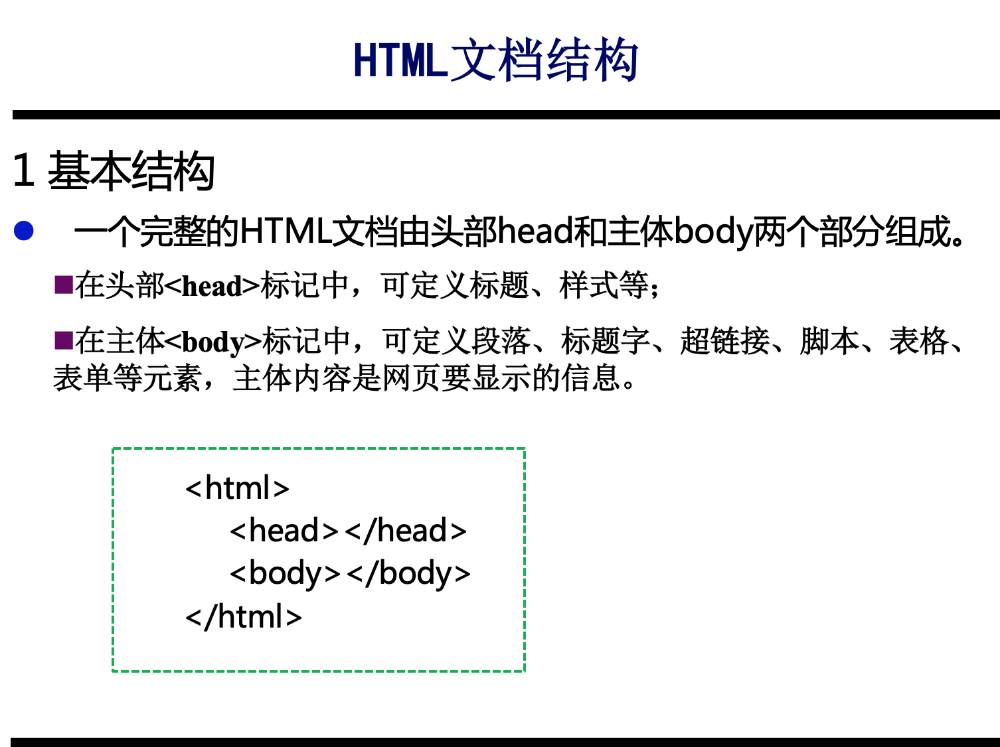 HTML文档结构
1 基本结构
● 一个完整的HTML文档由头部head和主体body两个部分组成。
■在头部<head>标记中，可定义标题、样式等；
■在主体<body>标记中，可定义段落、标题字、超链接、脚本、表格、
表单等元素，主体内容是网页要显示的信息。
<html>
<head></head>
<body></body>
</html>